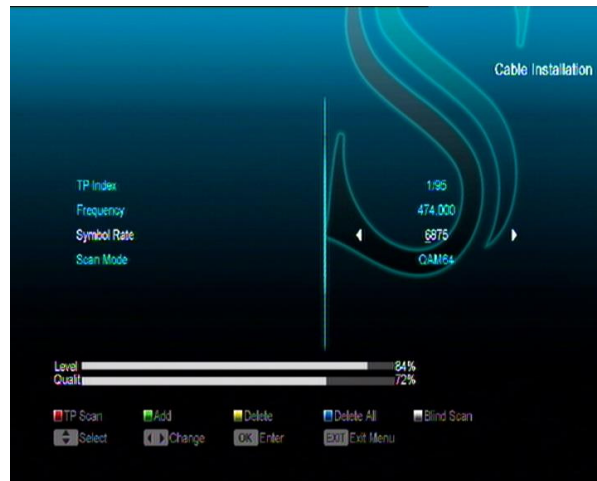 Cable Installation
TP Index 1/95
Frequency 474.000
Symbol Rate 6875
Scan Mode QAM64
Level 84%
Qualit 72%
TP Scan Add Delete Delete All Blind Scan
Select Change OK Enter EXIT Exit Menu